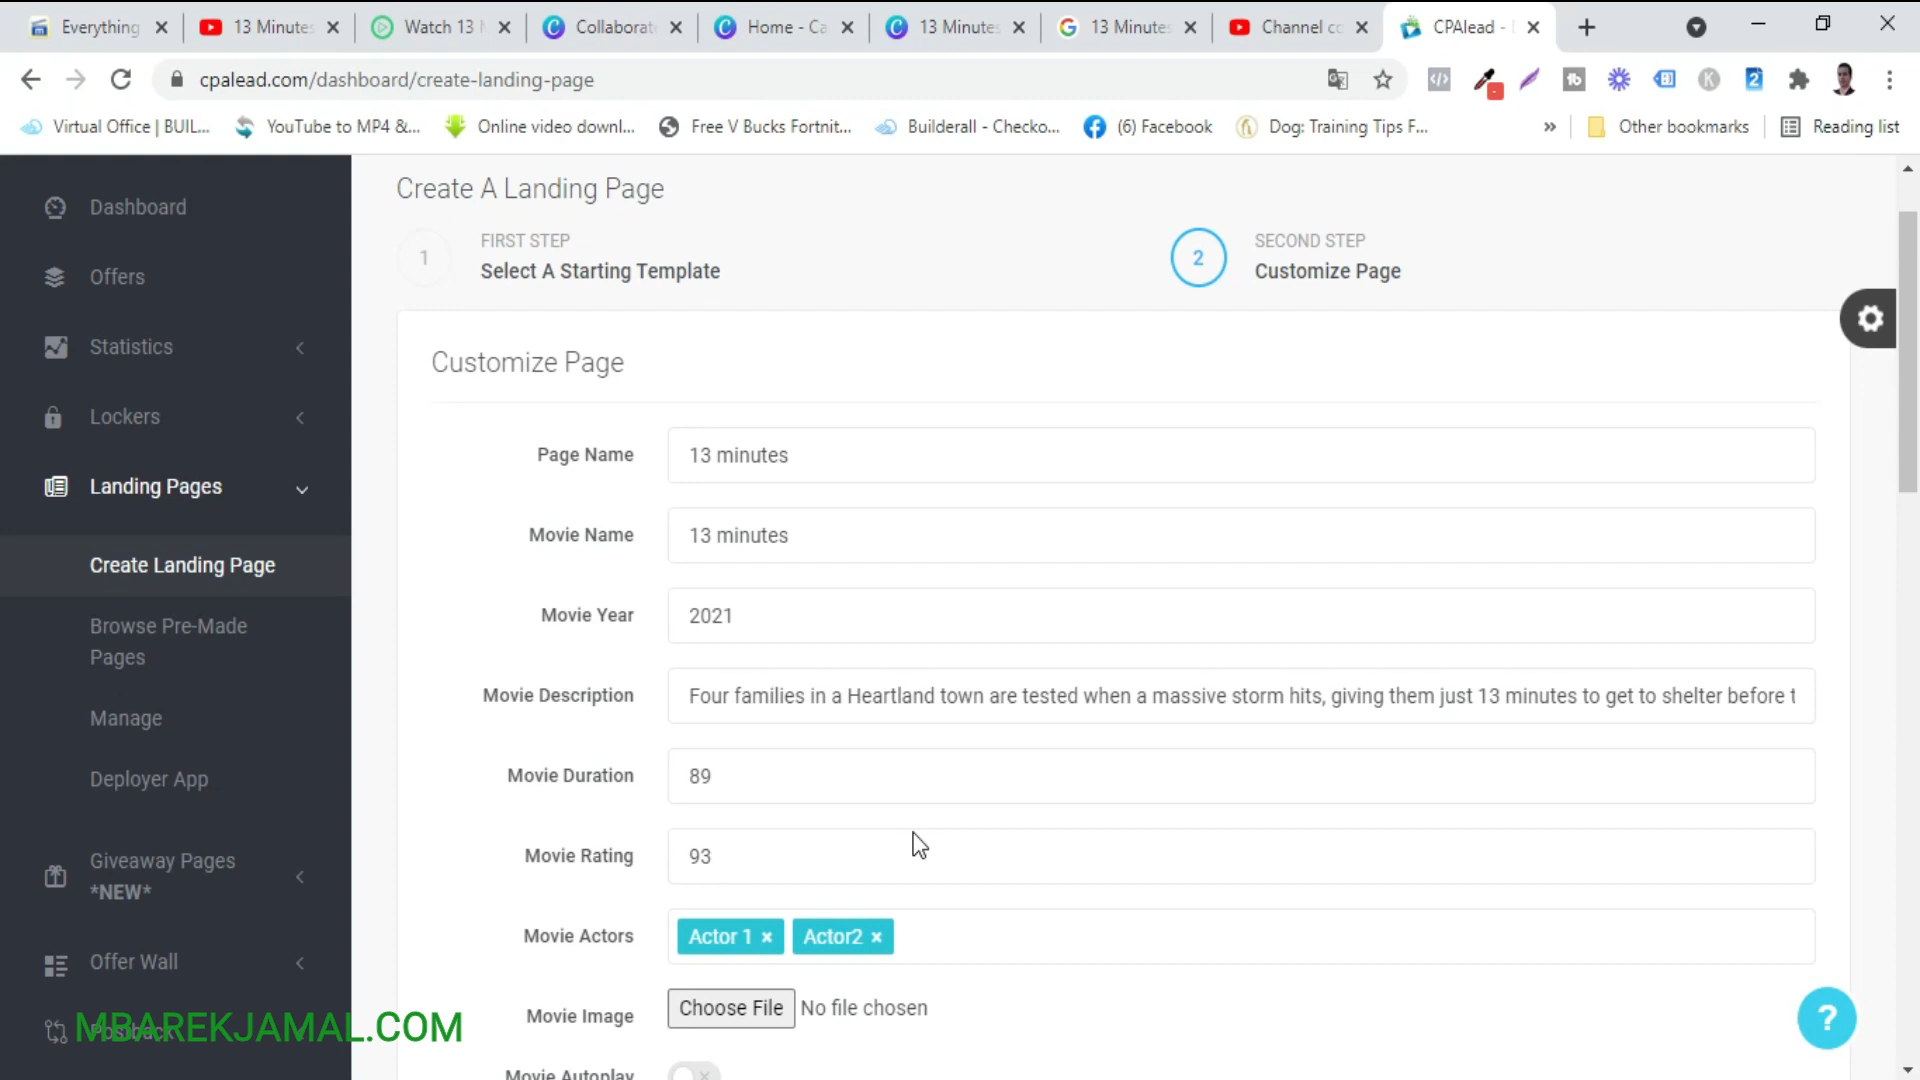 Everything
13 Minutes
Watch 13
Collaborat
Home - Ca
13 Minutes
13 Minutes
Channel co
CPAlead -
cpalead.com/dashboard/create-landing-page
Virtual Office | BUIL...
YouTube to MP4 &...
Online video downl...
Free V Bucks Fortnit...
Builderall - Checko...
(6) Facebook
Dog: Training Tips F...
»
Other bookmarks
Reading list
Dashboard
Offers
Statistics
Lockers
Landing Pages
Create Landing Page
Browse Pre-Made
Pages
Manage
Deployer App
Giveaway Pages
*NEW*
Offer Wall
Postback
MBAREKJAMAL.COM
Create A Landing Page
1
FIRST STEP
Select A Starting Template
2
SECOND STEP
Customize Page
Customize Page
Page Name
13 minutes
Movie Name
13 minutes
Movie Year
2021
Movie Description
Four families in a Heartland town are tested when a massive storm hits, giving them just 13 minutes to get to shelter before t
Movie Duration
89
Movie Rating
93
Movie Actors
Actor 1 ×
Actor2 ×
Movie Image
Choose File
No file chosen
Movie Autoplay
?